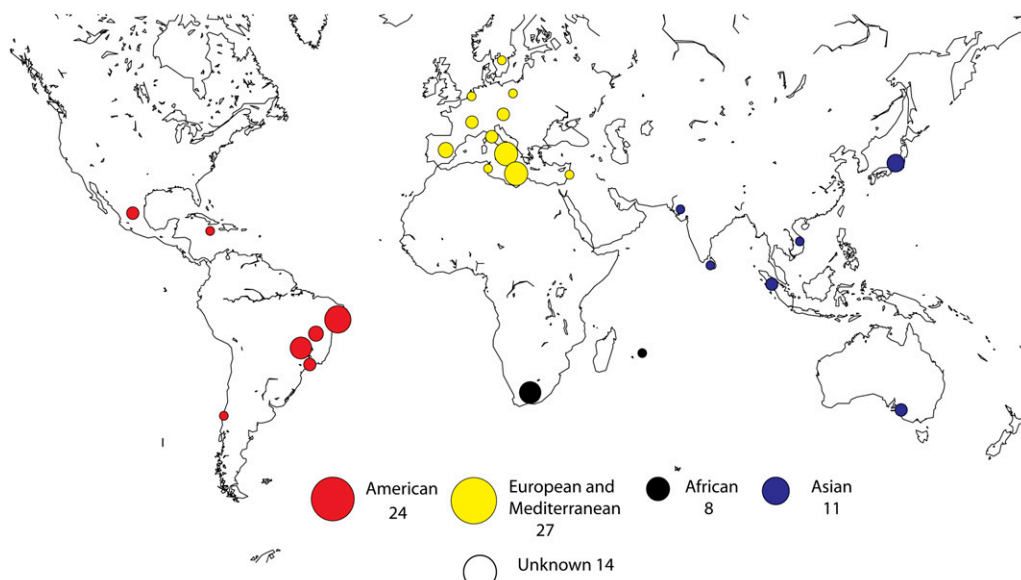 American
24
European and
Mediterranean
27
African
8
Asian
11
Unknown 14